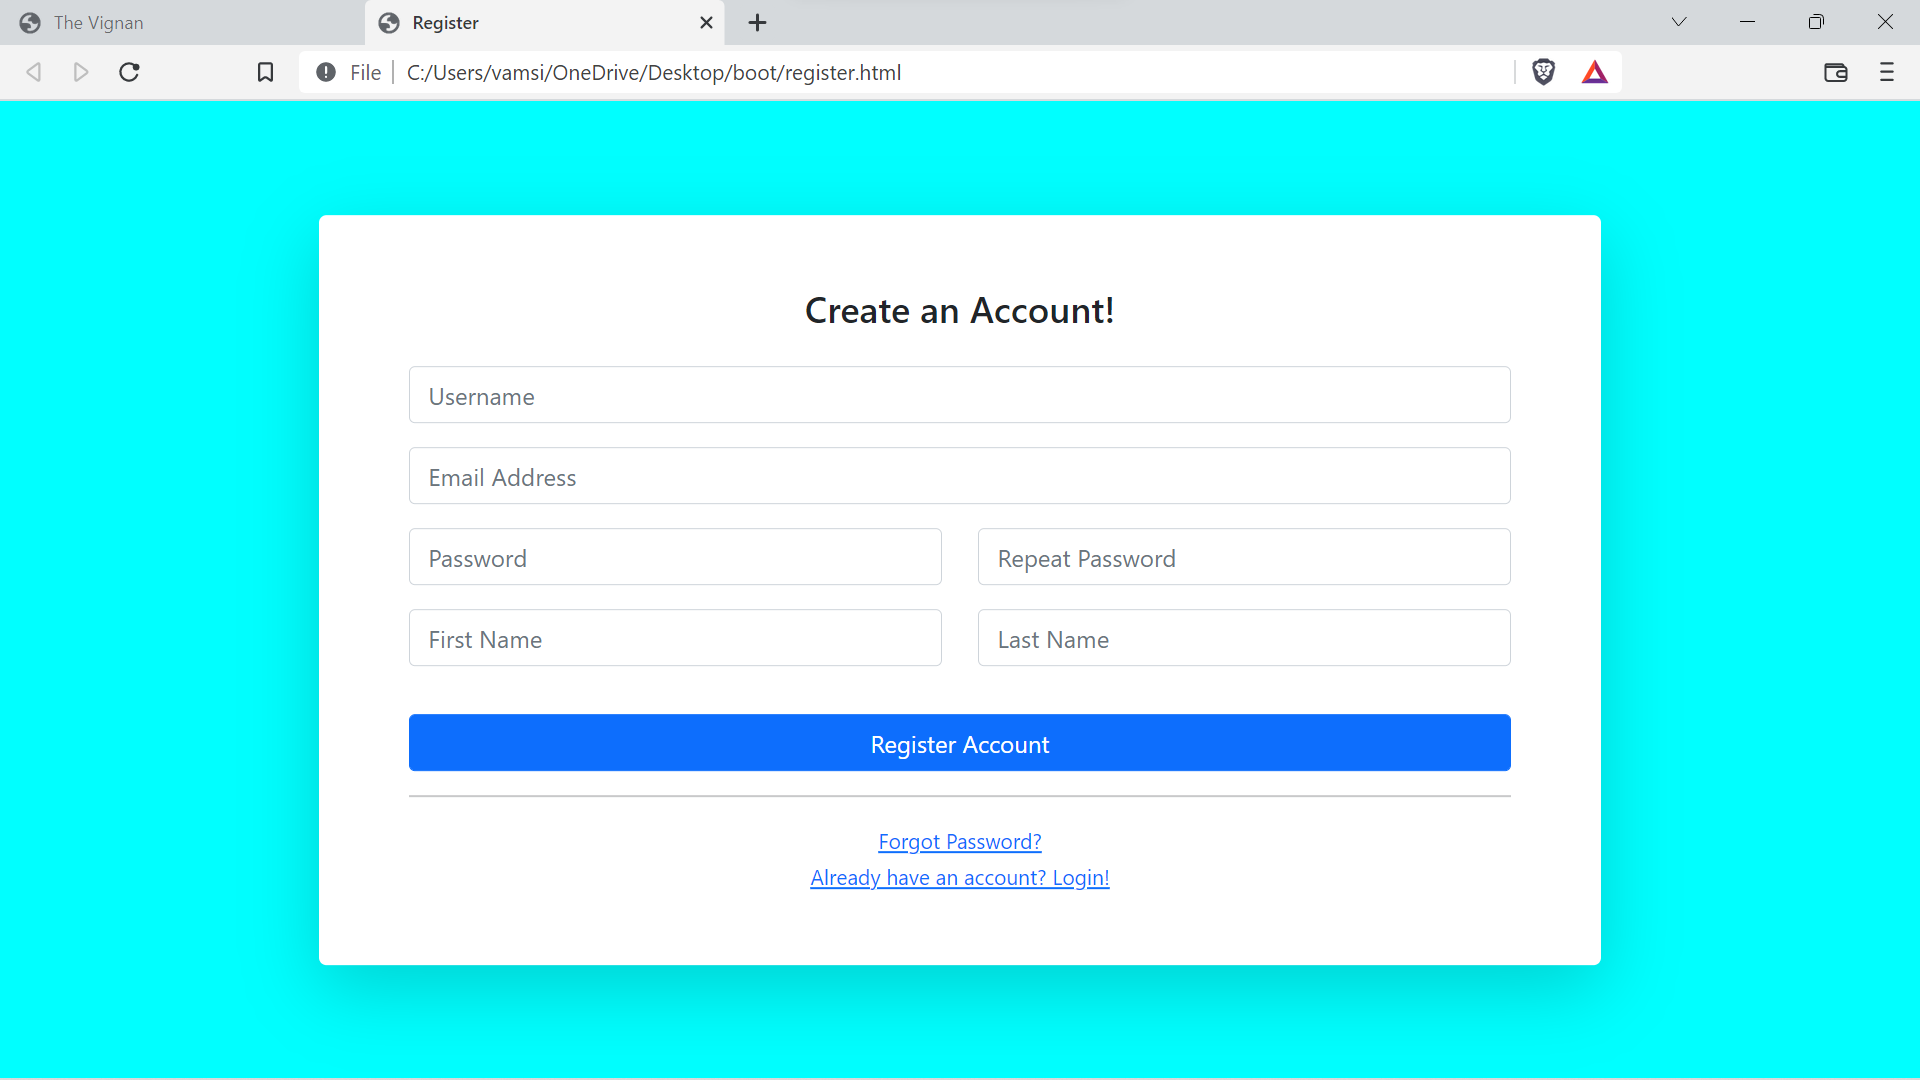 The Vignan
Register
File
C:/Users/vamsi/OneDrive/Desktop/boot/register.html
Create an Account!
Username
Email Address
Password Repeat Password
First Name Last Name
Register Account
Forgot Password?
Already have an account? Login!